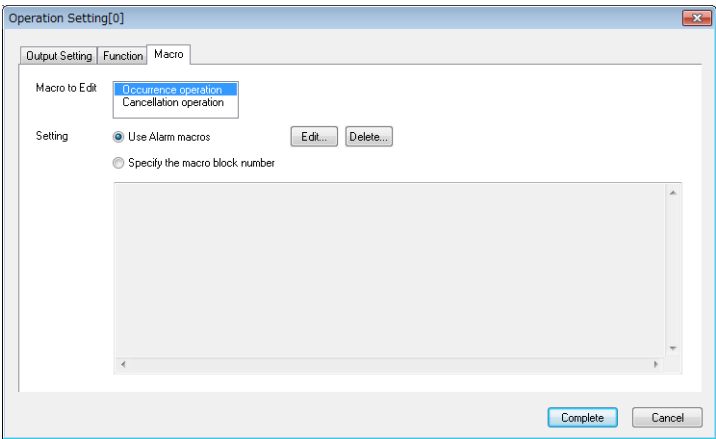 Operation Setting[0]
Output Setting Function Macro
Macro to Edit
Occurrence operation
Cancellation operation
Setting
Use Alarm macros
Edit... Delete...
Specify the macro block number
Complete Cancel